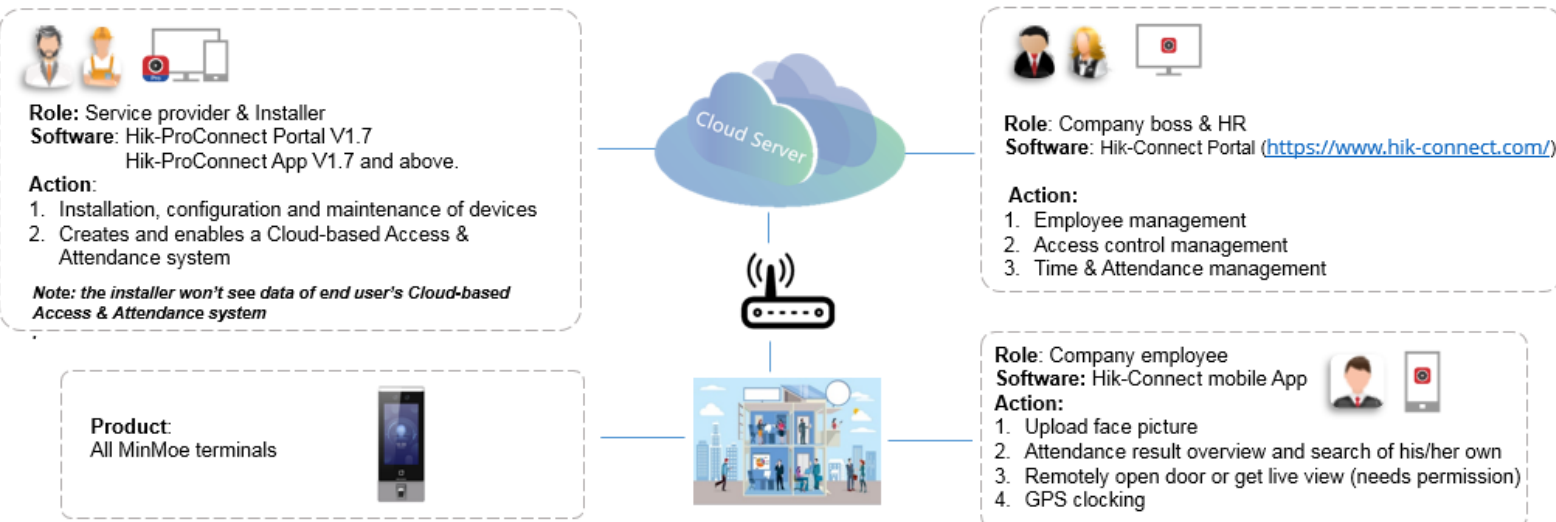 Role: Service provider & Installer
Software: Hik-ProConnect Portal V1.7
Hik-ProConnect App V1.7 and above.
Action:
1. Installation, configuration and maintenance of devices
2. Creates and enables a Cloud-based Access &
Attendance system
Note: the installer won't see data of end user's Cloud-based
Access & Attendance system
.
Pro
Cloud Server
Role: Company boss & HR
Software: Hik-Connect Portal (https://www.hik-connect.com/)
Action:
1. Employee management
2. Access control management
3. Time & Attendance management
Product:
All MinMoe terminals
Role: Company employee
Software: Hik-Connect mobile App
Action:
1. Upload face picture
2. Attendance result overview and search of his/her own
3. Remotely open door or get live view (needs permission)
4. GPS clocking